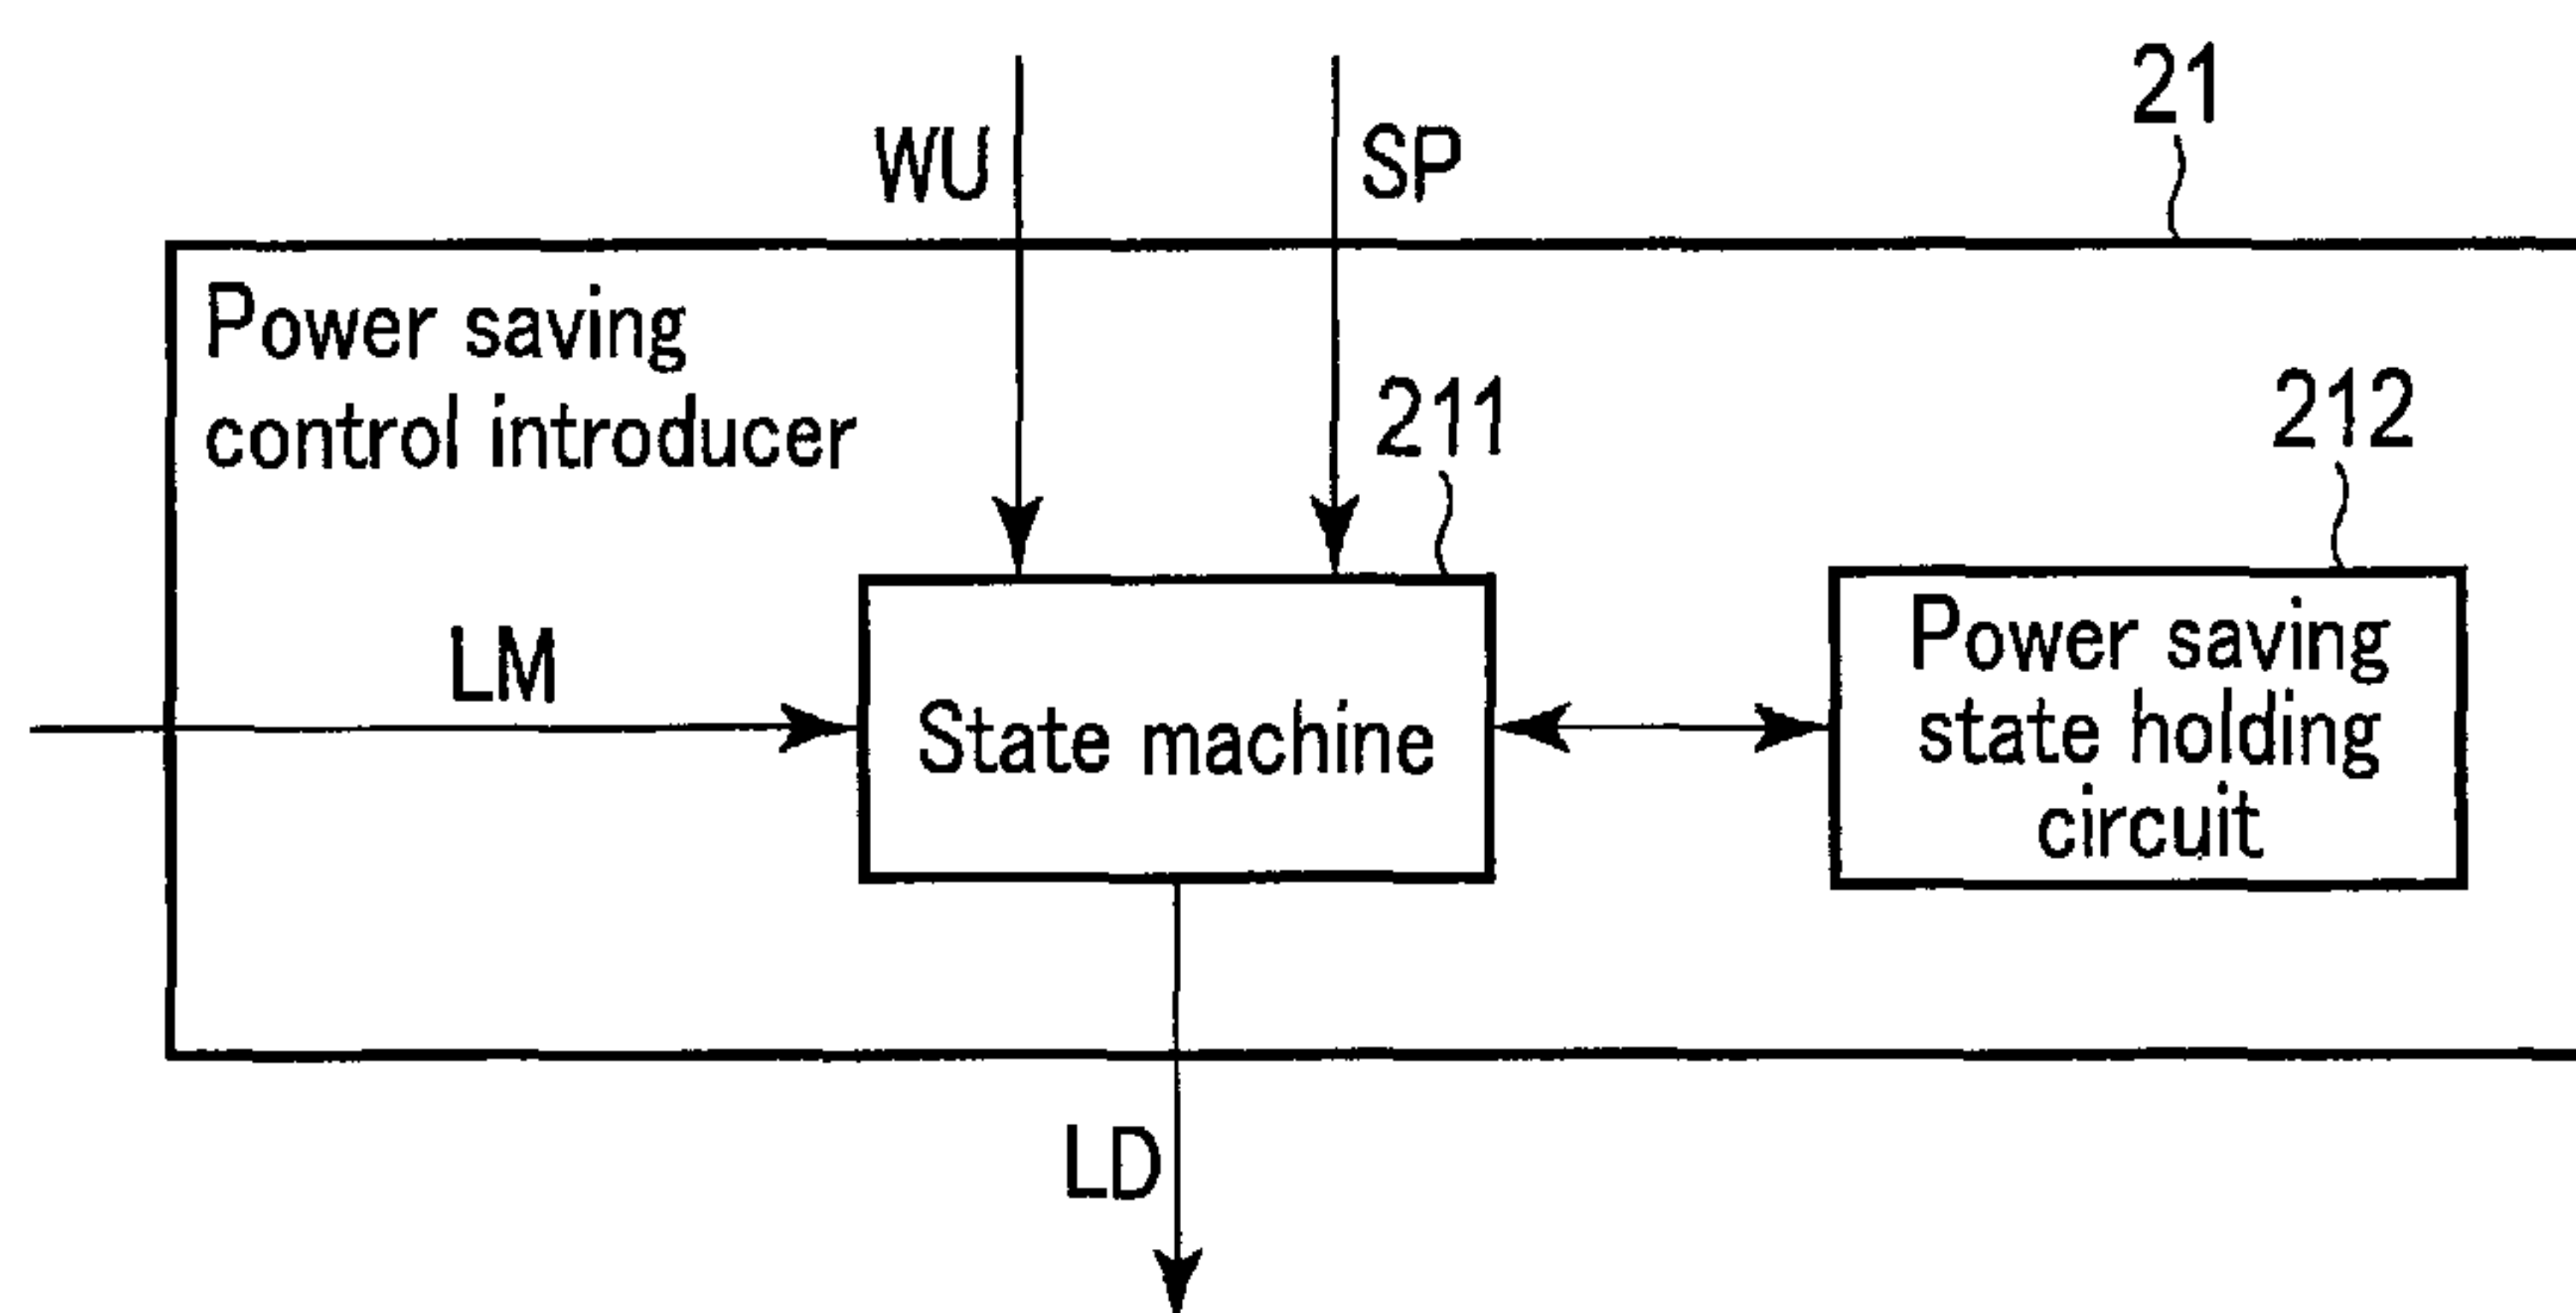 21
WU
SP
Power saving
control introducer
211
212
LM
State machine
Power saving
state holding
circuit
LD